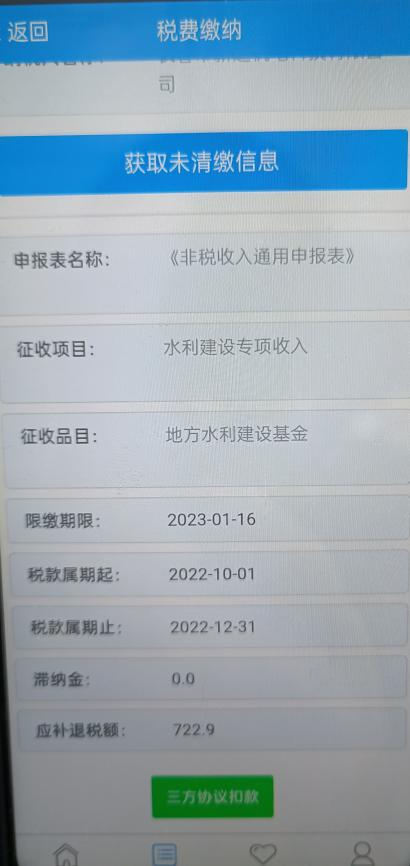 返回
税费缴纳
司
获取未清缴信息
申报表名称：
《非税收入通用申报表》
征收项目：
水利建设专项收入
征收品目：
地方水利建设基金
限缴期限：
2023-01-16
税款属期起：
2022-10-01
税款属期止：
2022-12-31
滞纳金：
0.0
应补退税额：
722.9
三方协议扣款